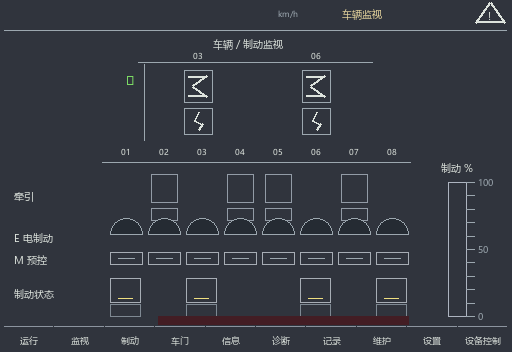 km/h 车辆监视
车辆 / 制动监视
03 06
01 02 03 04 05 06 07 08
制动 %
100
牵引
E 电制动
50
M 预控
制动状态
0
运行 监视 制动 车门 信息 诊断 记录 维护 设置 设备控制